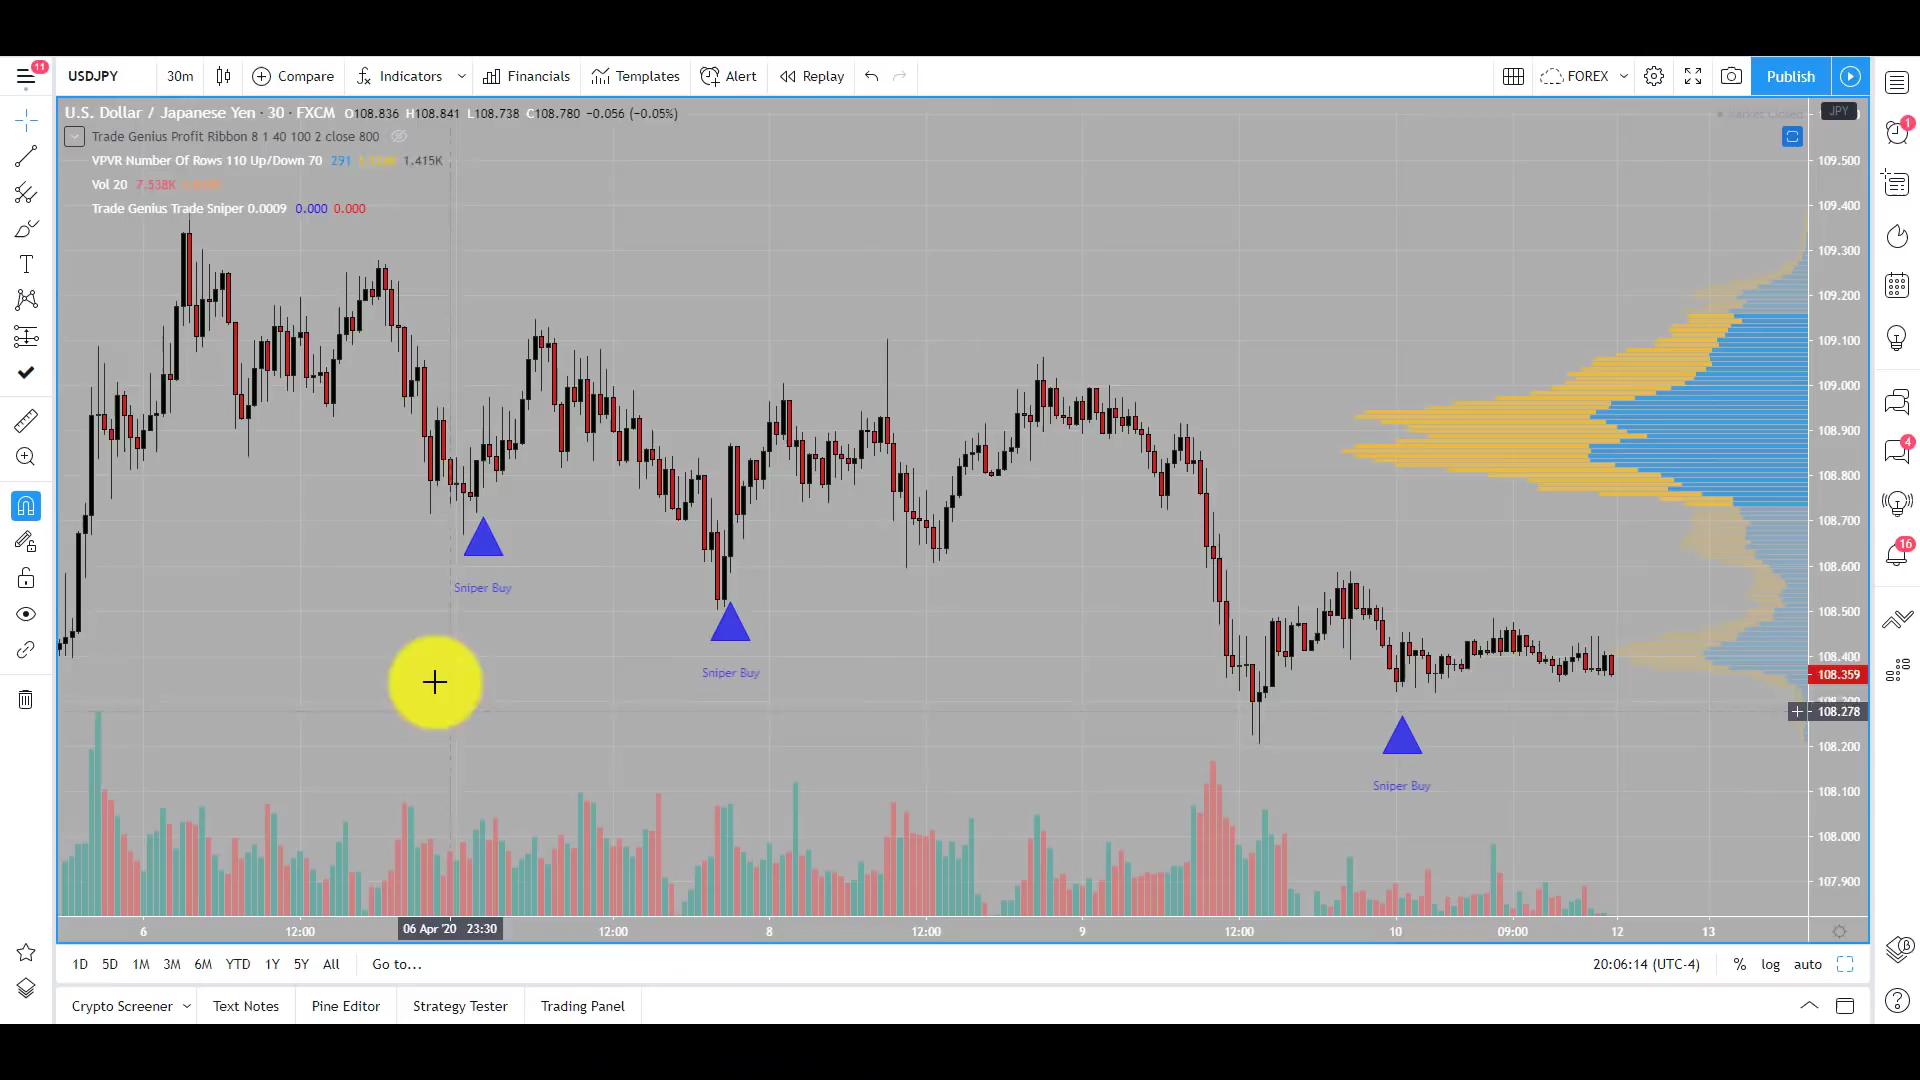 11
USDJPY 30m Compare Indicators Financials Templates Alert Replay FOREX Publish
U.S. Dollar / Japanese Yen · 30 · FXCM O108.836 H108.841 L108.738 C108.780 −0.056 (−0.05%)
JPY
Trade Genius Profit Ribbon 8 1 40 100 2 close 800
VPVR Number Of Rows 110 Up/Down 70 291 1.415K
Vol 20 7.538K
Trade Genius Trade Sniper 0.0009 0.000 0.000
109.500
109.400
109.300
109.200
109.100
109.000
108.900
108.800
108.700
108.600
108.500
108.400
108.359
108.278
108.200
108.100
108.000
107.900
1
4
16
Sniper Buy
Sniper Buy
Sniper Buy
6 12:00 06 Apr '20 23:30 12:00 8 12:00 9 12:00 10 09:00 12 13
1D 5D 1M 3M 6M YTD 1Y 5Y All Go to... 20:06:14 (UTC-4) % log auto
Crypto Screener Text Notes Pine Editor Strategy Tester Trading Panel